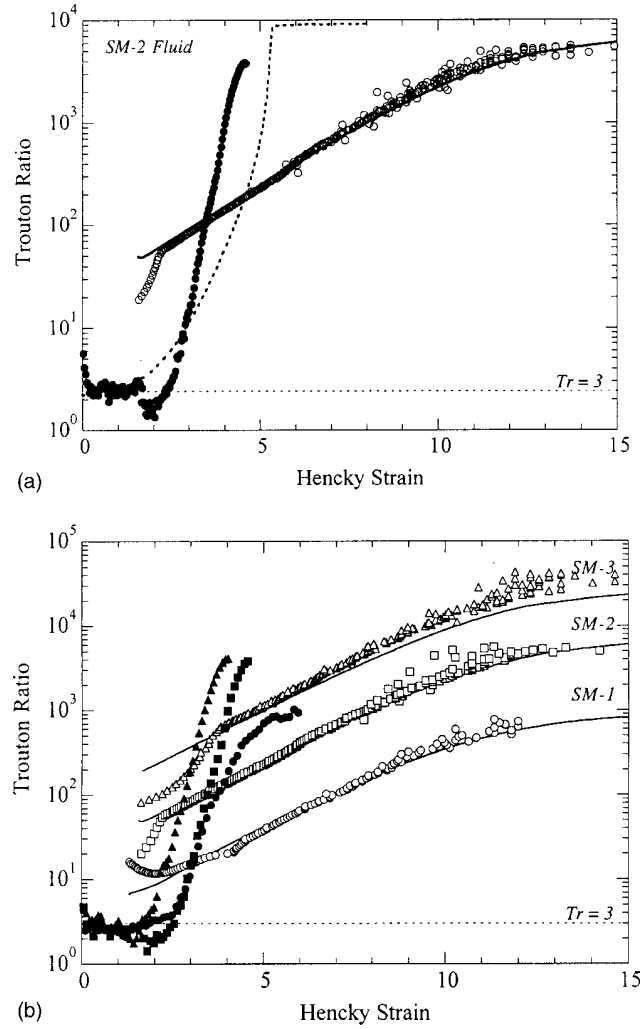 10^4
SM-2 Fluid
10^3
10^2
10^1
Tr = 3
10^0
0 5 10 15
Trouton Ratio
Hencky Strain
(a)
10^5
SM-3
10^4
SM-2
10^3
SM-1
10^2
10^1
Tr = 3
10^0
0 5 10 15
Trouton Ratio
Hencky Strain
(b)